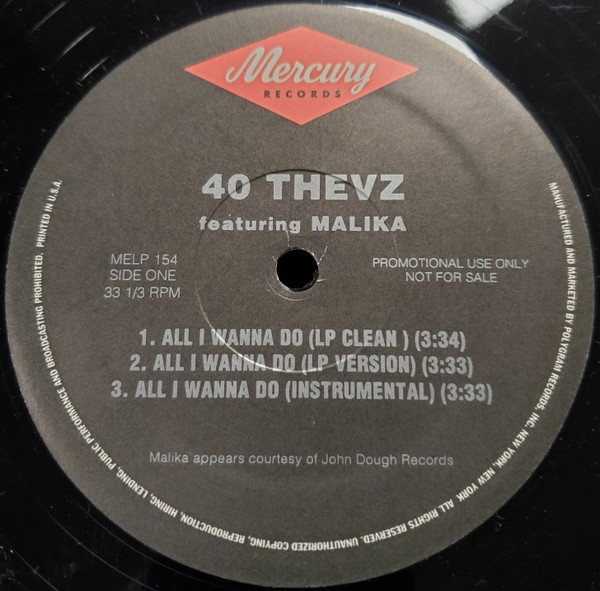 Mercury
RECORDS
40 THEVZ
featuring MALIKA
MELP 154
SIDE ONE
33 1/3 RPM
PROMOTIONAL USE ONLY
NOT FOR SALE
1. ALL I WANNA DO (LP CLEAN ) (3:34)
2. ALL I WANNA DO (LP VERSION) (3:33)
3. ALL I WANNA DO (INSTRUMENTAL) (3:33)
Malika appears courtesy of John Dough Records
MANUFACTURED AND MARKETED BY POLYGRAM RECORDS, INC. NEW YORK, NEW YORK. ALL RIGHTS RESERVED. UNAUTHORIZED COPYING, REPRODUCTION, HIRING, LENDING, PUBLIC PERFORMANCE AND BROADCASTING PROHIBITED. PRINTED IN U.S.A.